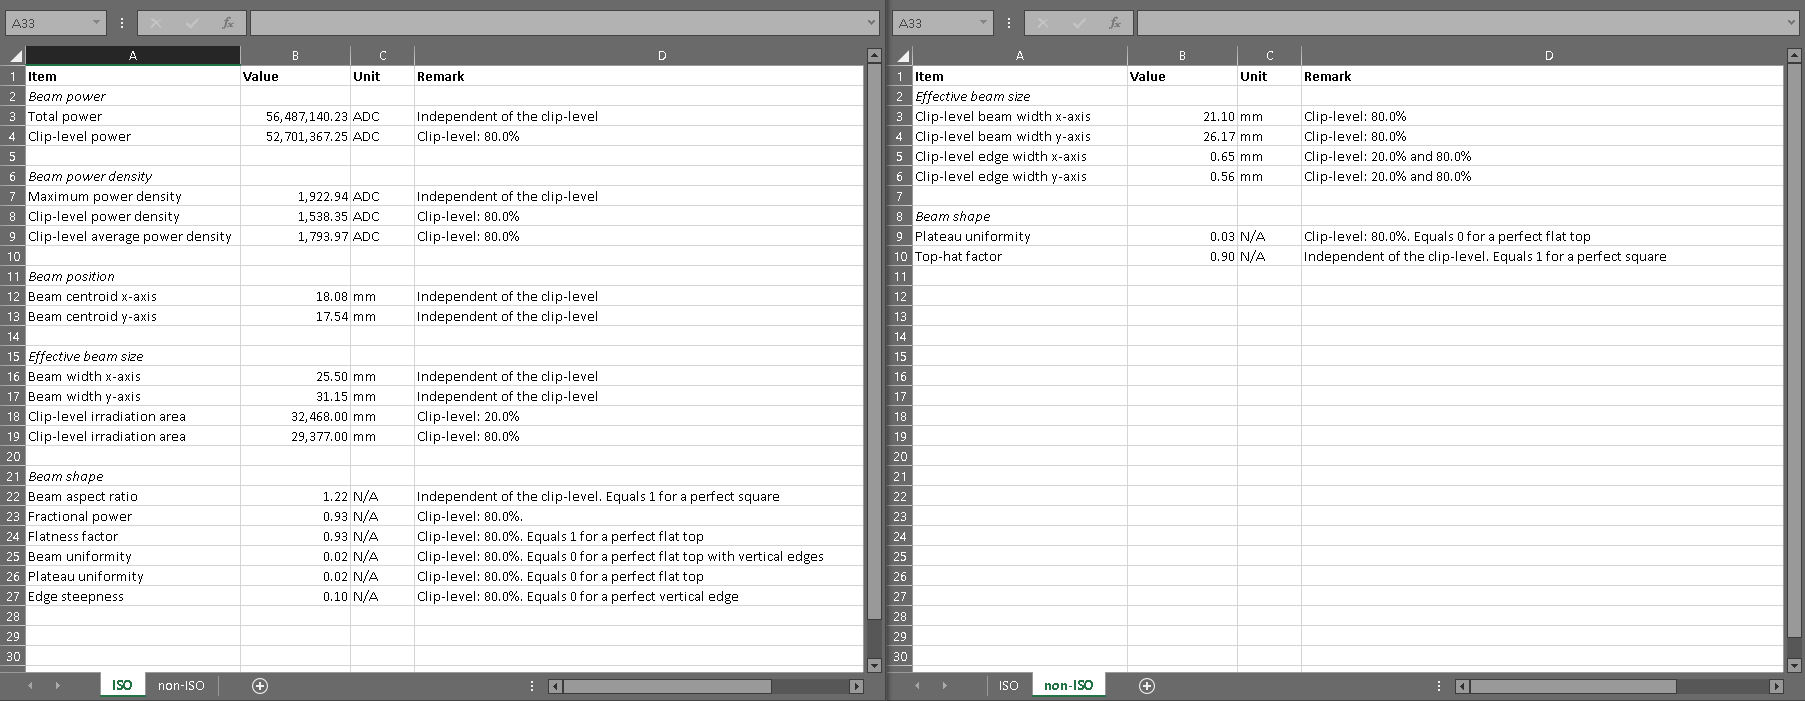 A33 fx
A B C D
1 Item Value Unit Remark
2 Beam power
3 Total power 56,487,140.23 ADC Independent of the clip-level
4 Clip-level power 52,701,367.25 ADC Clip-level: 80.0%
5
6 Beam power density
7 Maximum power density 1,922.94 ADC Independent of the clip-level
8 Clip-level power density 1,538.35 ADC Clip-level: 80.0%
9 Clip-level average power density 1,793.97 ADC Clip-level: 80.0%
10
11 Beam position
12 Beam centroid x-axis 18.08 mm Independent of the clip-level
13 Beam centroid y-axis 17.54 mm Independent of the clip-level
14
15 Effective beam size
16 Beam width x-axis 25.50 mm Independent of the clip-level
17 Beam width y-axis 31.15 mm Independent of the clip-level
18 Clip-level irradiation area 32,468.00 mm Clip-level: 20.0%
19 Clip-level irradiation area 29,377.00 mm Clip-level: 80.0%
20
21 Beam shape
22 Beam aspect ratio 1.22 N/A Independent of the clip-level. Equals 1 for a perfect square
23 Fractional power 0.93 N/A Clip-level: 80.0%.
24 Flatness factor 0.93 N/A Clip-level: 80.0%. Equals 1 for a perfect flat top
25 Beam uniformity 0.02 N/A Clip-level: 80.0%. Equals 0 for a perfect flat top with vertical edges
26 Plateau uniformity 0.02 N/A Clip-level: 80.0%. Equals 0 for a perfect flat top
27 Edge steepness 0.10 N/A Clip-level: 80.0%. Equals 0 for a perfect vertical edge
28
29
30
ISO non-ISO
A33 fx
A B C D
1 Item Value Unit Remark
2 Effective beam size
3 Clip-level beam width x-axis 21.10 mm Clip-level: 80.0%
4 Clip-level beam width y-axis 26.17 mm Clip-level: 80.0%
5 Clip-level edge width x-axis 0.65 mm Clip-level: 20.0% and 80.0%
6 Clip-level edge width y-axis 0.56 mm Clip-level: 20.0% and 80.0%
7
8 Beam shape
9 Plateau uniformity 0.03 N/A Clip-level: 80.0%. Equals 0 for a perfect flat top
10 Top-hat factor 0.90 N/A Independent of the clip-level. Equals 1 for a perfect square
11
12
13
14
15
16
17
18
19
20
21
22
23
24
25
26
27
28
29
30
ISO non-ISO